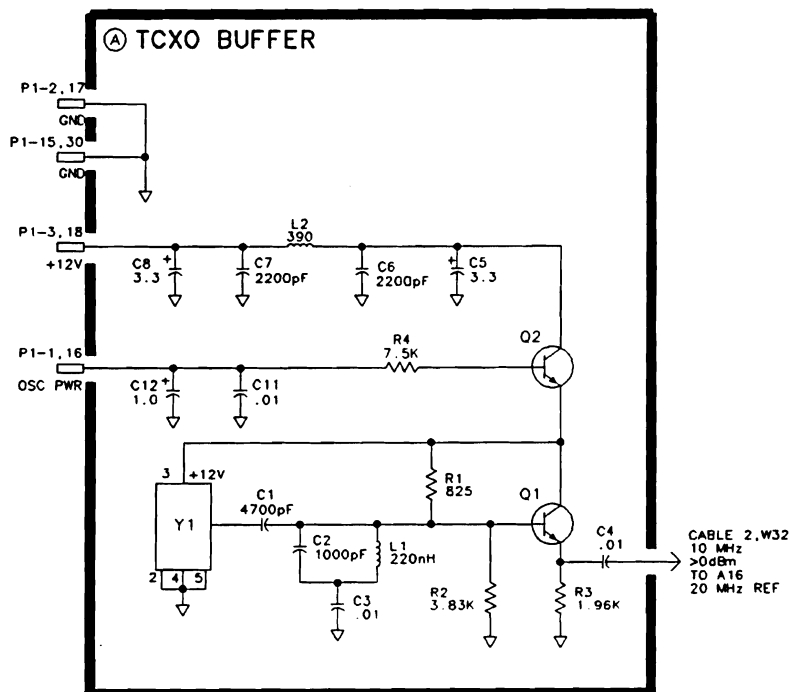 A TCXO BUFFER
P1-2,17
GND
P1-15,30
GND
P1-3,18
+12V
C8 +
3.3
C7
2200pF
L2
390
C6
2200pF
+ C5
3.3
P1-1,16
OSC PWR
C12 +
1.0
C11
.01
R4
7.5K
Q2
3 +12V
Y1
2 4 5
C1
4700pF
C2
1000pF
L1
220nH
C3
.01
R1
825
Q1
R2
3.83K
R3
1.96K
C4
.01
CABLE 2,W32
10 MHz
>0dBm
TO A16
20 MHz REF